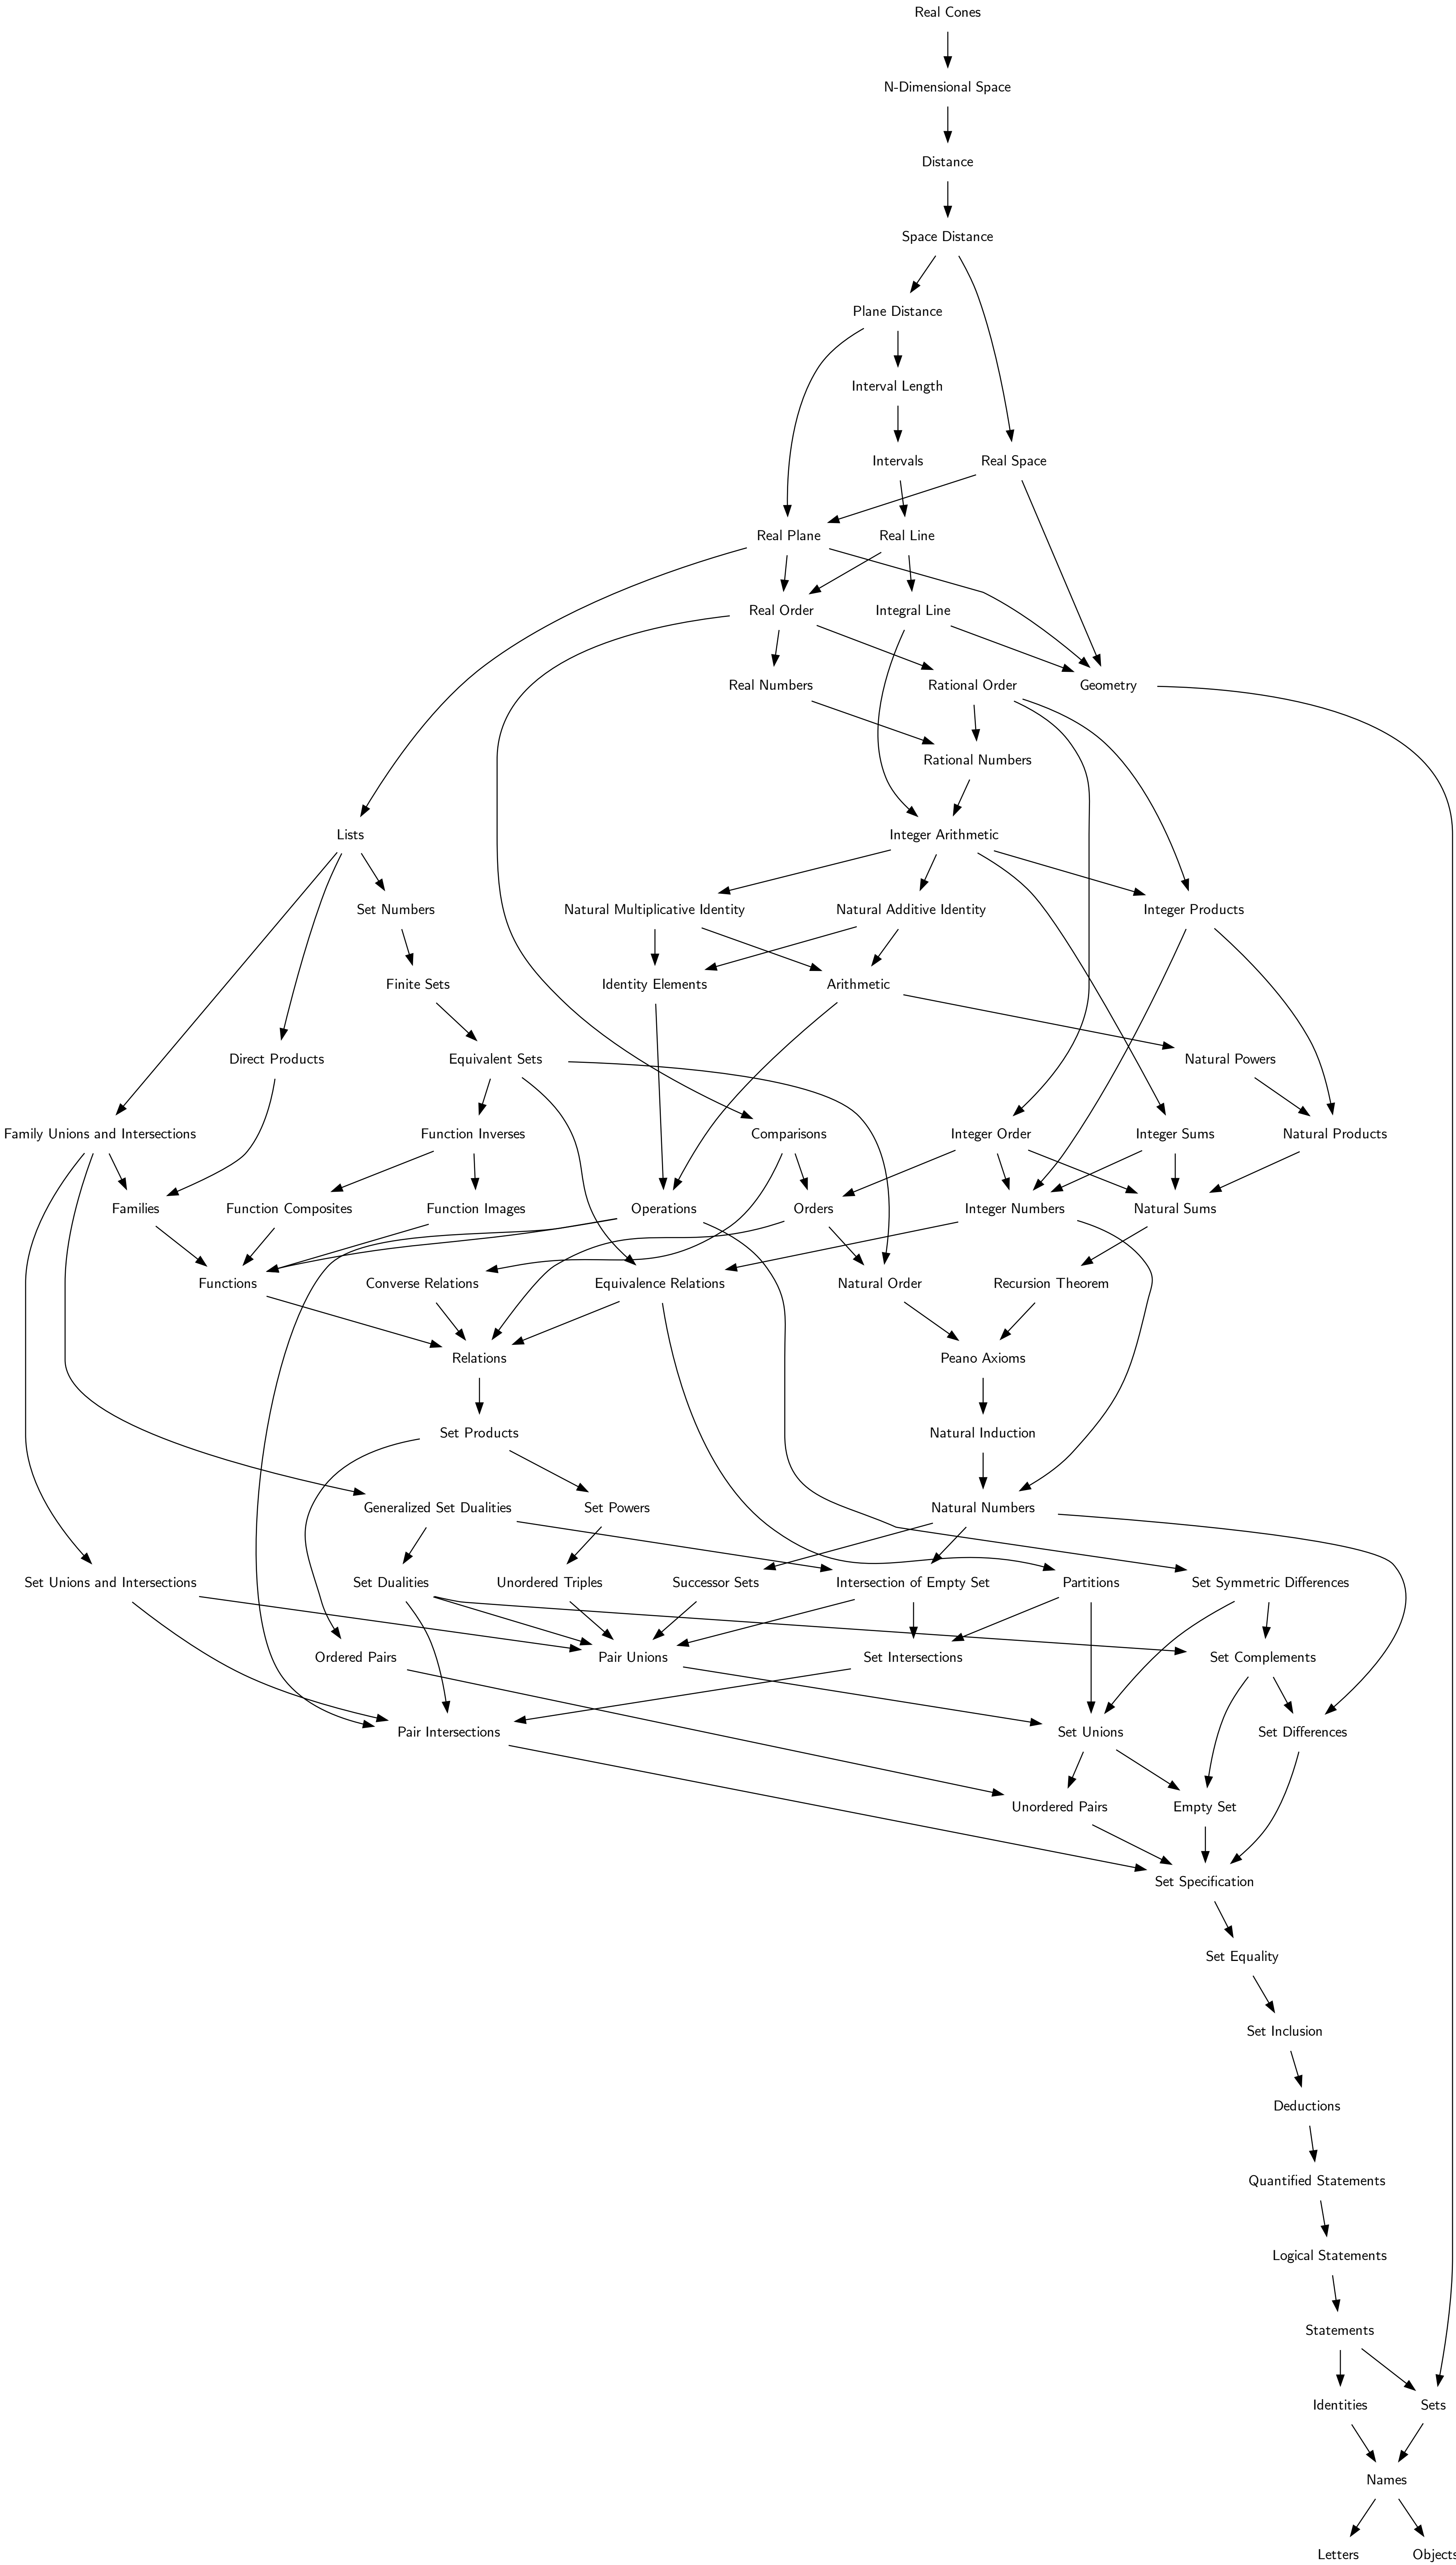 Real Cones
N-Dimensional Space
Distance
Space Distance
Plane Distance
Interval Length
Intervals
Real Space
Real Plane
Real Line
Real Order
Integral Line
Real Numbers
Rational Order
Geometry
Rational Numbers
Lists
Integer Arithmetic
Set Numbers
Natural Multiplicative Identity
Natural Additive Identity
Integer Products
Finite Sets
Identity Elements
Arithmetic
Direct Products
Equivalent Sets
Natural Powers
Family Unions and Intersections
Function Inverses
Comparisons
Integer Order
Integer Sums
Natural Products
Families
Function Composites
Function Images
Operations
Orders
Integer Numbers
Natural Sums
Functions
Converse Relations
Equivalence Relations
Natural Order
Recursion Theorem
Relations
Peano Axioms
Set Products
Natural Induction
Generalized Set Dualities
Set Powers
Natural Numbers
Set Unions and Intersections
Set Dualities
Unordered Triples
Successor Sets
Intersection of Empty Set
Partitions
Set Symmetric Differences
Ordered Pairs
Pair Unions
Set Intersections
Set Complements
Pair Intersections
Set Unions
Set Differences
Unordered Pairs
Empty Set
Set Specification
Set Equality
Set Inclusion
Deductions
Quantified Statements
Logical Statements
Statements
Identities
Sets
Names
Letters
Objects